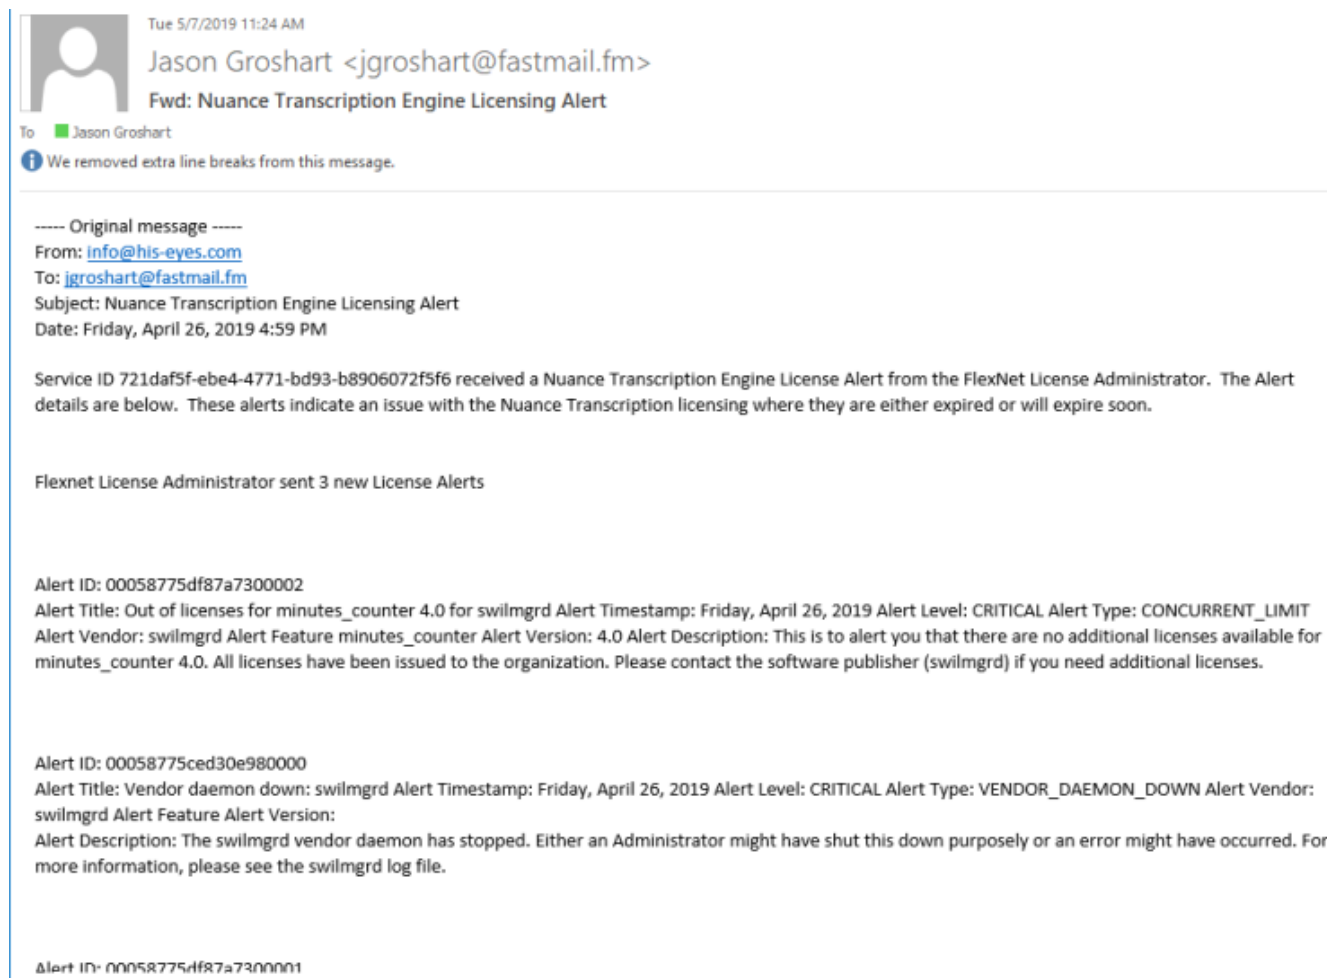 Tue 5/7/2019 11:24 AM
Jason Groshart <jgroshart@fastmail.fm>
Fwd: Nuance Transcription Engine Licensing Alert
To Jason Groshart
We removed extra line breaks from this message.
----- Original message -----
From: info@his-eyes.com
To: jgroshart@fastmail.fm
Subject: Nuance Transcription Engine Licensing Alert
Date: Friday, April 26, 2019 4:59 PM
Service ID 721daf5f-ebe4-4771-bd93-b8906072f5f6 received a Nuance Transcription Engine License Alert from the FlexNet License Administrator.  The Alert
details are below.  These alerts indicate an issue with the Nuance Transcription licensing where they are either expired or will expire soon.
Flexnet License Administrator sent 3 new License Alerts
Alert ID: 00058775df87a7300002
Alert Title: Out of licenses for minutes_counter 4.0 for swilmgrd Alert Timestamp: Friday, April 26, 2019 Alert Level: CRITICAL Alert Type: CONCURRENT_LIMIT
Alert Vendor: swilmgrd Alert Feature minutes_counter Alert Version: 4.0 Alert Description: This is to alert you that there are no additional licenses available for
minutes_counter 4.0. All licenses have been issued to the organization. Please contact the software publisher (swilmgrd) if you need additional licenses.
Alert ID: 00058775ced30e980000
Alert Title: Vendor daemon down: swilmgrd Alert Timestamp: Friday, April 26, 2019 Alert Level: CRITICAL Alert Type: VENDOR_DAEMON_DOWN Alert Vendor:
swilmgrd Alert Feature Alert Version:
Alert Description: The swilmgrd vendor daemon has stopped. Either an Administrator might have shut this down purposely or an error might have occurred. For
more information, please see the swilmgrd log file.
Alert ID: 00058775df87a7300001